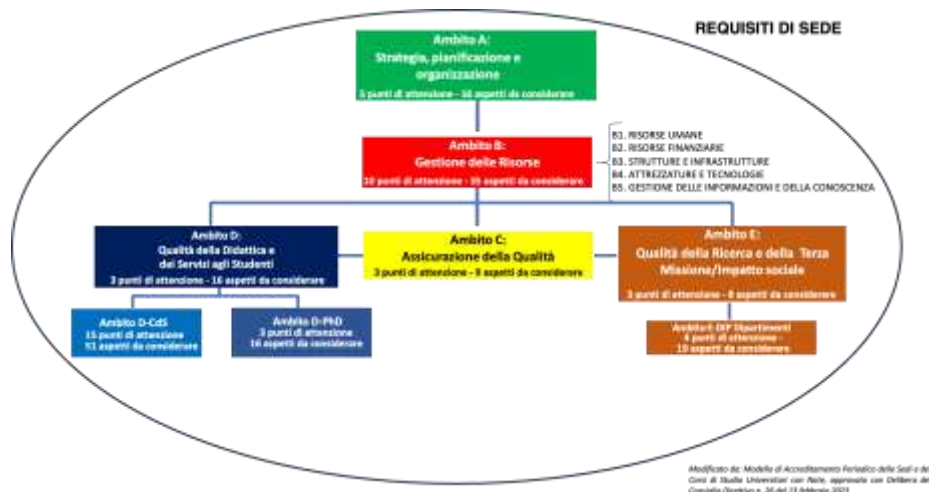 REQUISITI DI SEDE
Ambito A:
Strategia, pianificazione e
organizzazione
5 punti di attenzione - 16 aspetti da considerare
Ambito B:
Gestione delle Risorse
10 punti di attenzione - aspetti da considerare
B1. RISORSE UMANE
B2. RISORSE FINANZIARIE
B3. STRUTTURE E INFRASTRUTTURE
B4. ATTREZZATURE E TECNOLOGIE
B5. GESTIONE DELLE INFORMAZIONI E DELLA CONOSCENZA
Ambito D:
Qualità della Didattica e
dei Servizi agli Studenti
3 punti di attenzione - 16 aspetti da considerare
Ambito C:
Assicurazione della Qualità
3 punti di attenzione - 8 aspetti da considerare
Ambito E:
Qualità della Ricerca e della Terza
Missione/Impatto sociale
3 punti di attenzione - 8 aspetti da considerare
Ambito D-CdS
15 punti di attenzione
51 aspetti da considerare
Ambito D-PhD
3 punti di attenzione
16 aspetti da considerare
Ambito E-DIP Dipartimenti
4 punti di attenzione -
aspetti da considerare
Modificato da: Modello di Accreditamento Periodico delle Sedi e dei
Corsi di Studio Universitari con Note, approvato con Delibera del
Consiglio Direttivo n. 26 del 13 febbraio 2023